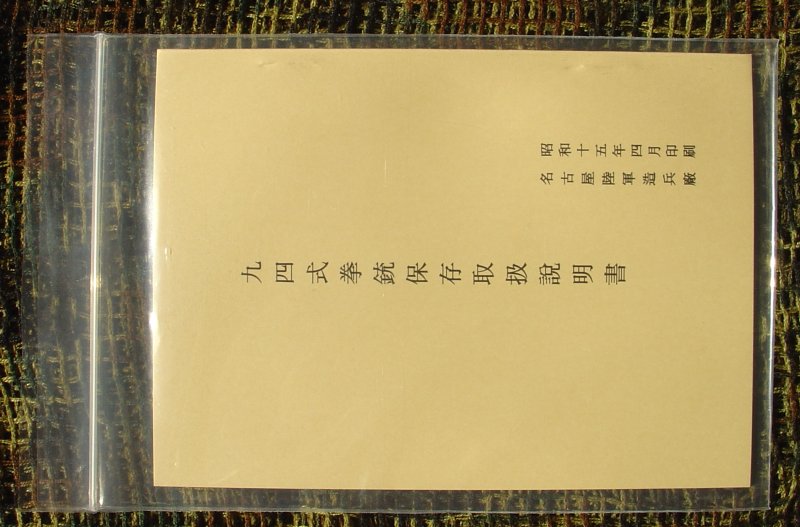 昭和十五年四月印刷
名古屋陸軍造兵廠
九四式拳銃保存取扱説明書